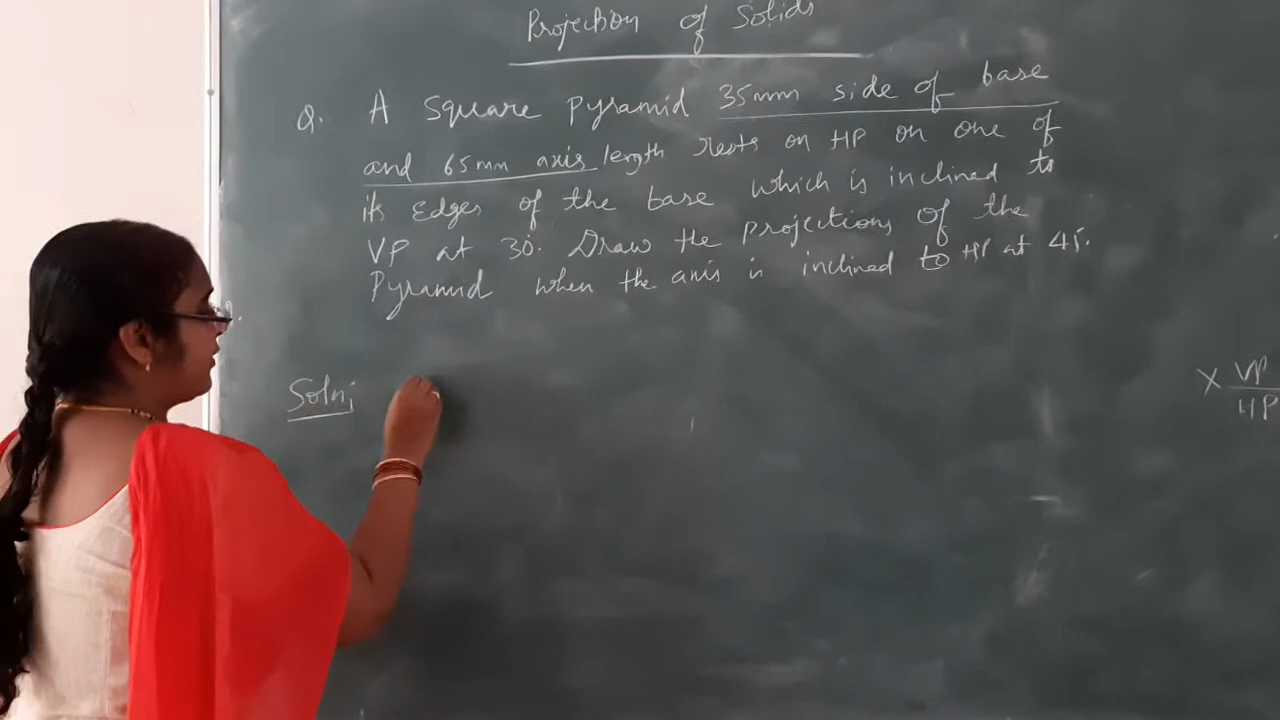 Projection of Solids
Q. A Square Pyramid 35mm side of base
and 65mm axis length rests on HP on one of
its Edges of the base which is inclined to
VP at 30°. Draw the projections of the
Pyramid when the axis is inclined to HP at 45°.
Soln;
X VP
HP